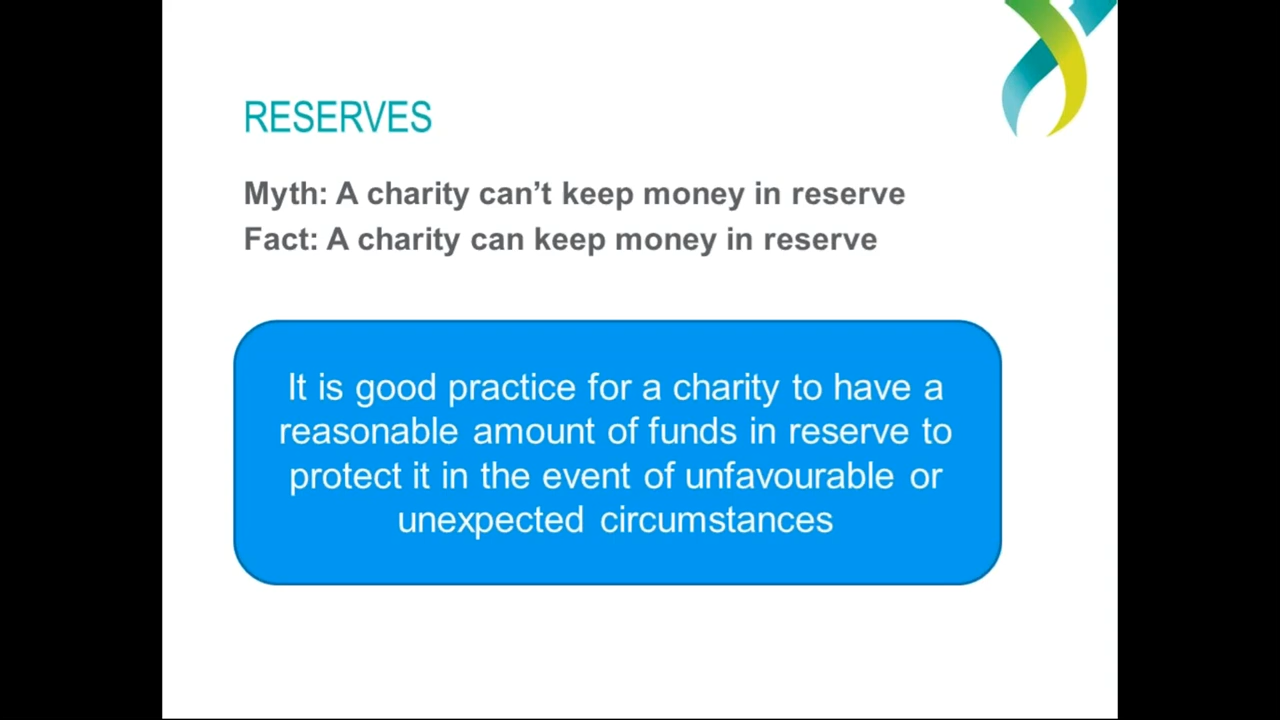 RESERVES
Myth: A charity can’t keep money in reserve
Fact: A charity can keep money in reserve
It is good practice for a charity to have a
reasonable amount of funds in reserve to
protect it in the event of unfavourable or
unexpected circumstances